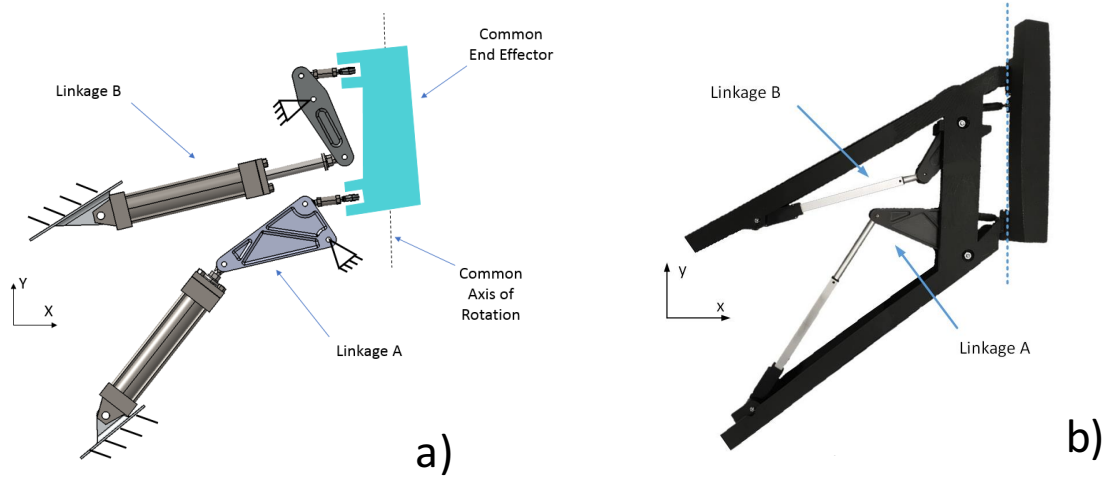 Common
End Effector
Linkage B
Y
X
Common
Axis of
Rotation
Linkage A
a)
Linkage B
y
x
Linkage A
b)